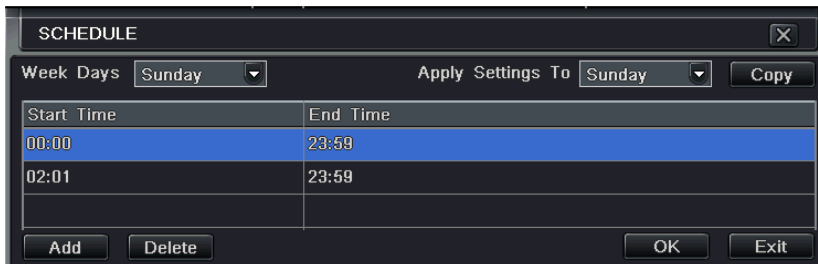 SCHEDULE
Week Days Sunday Apply Settings To Sunday Copy
Start Time End Time
00:00 23:59
02:01 23:59
Add Delete OK Exit